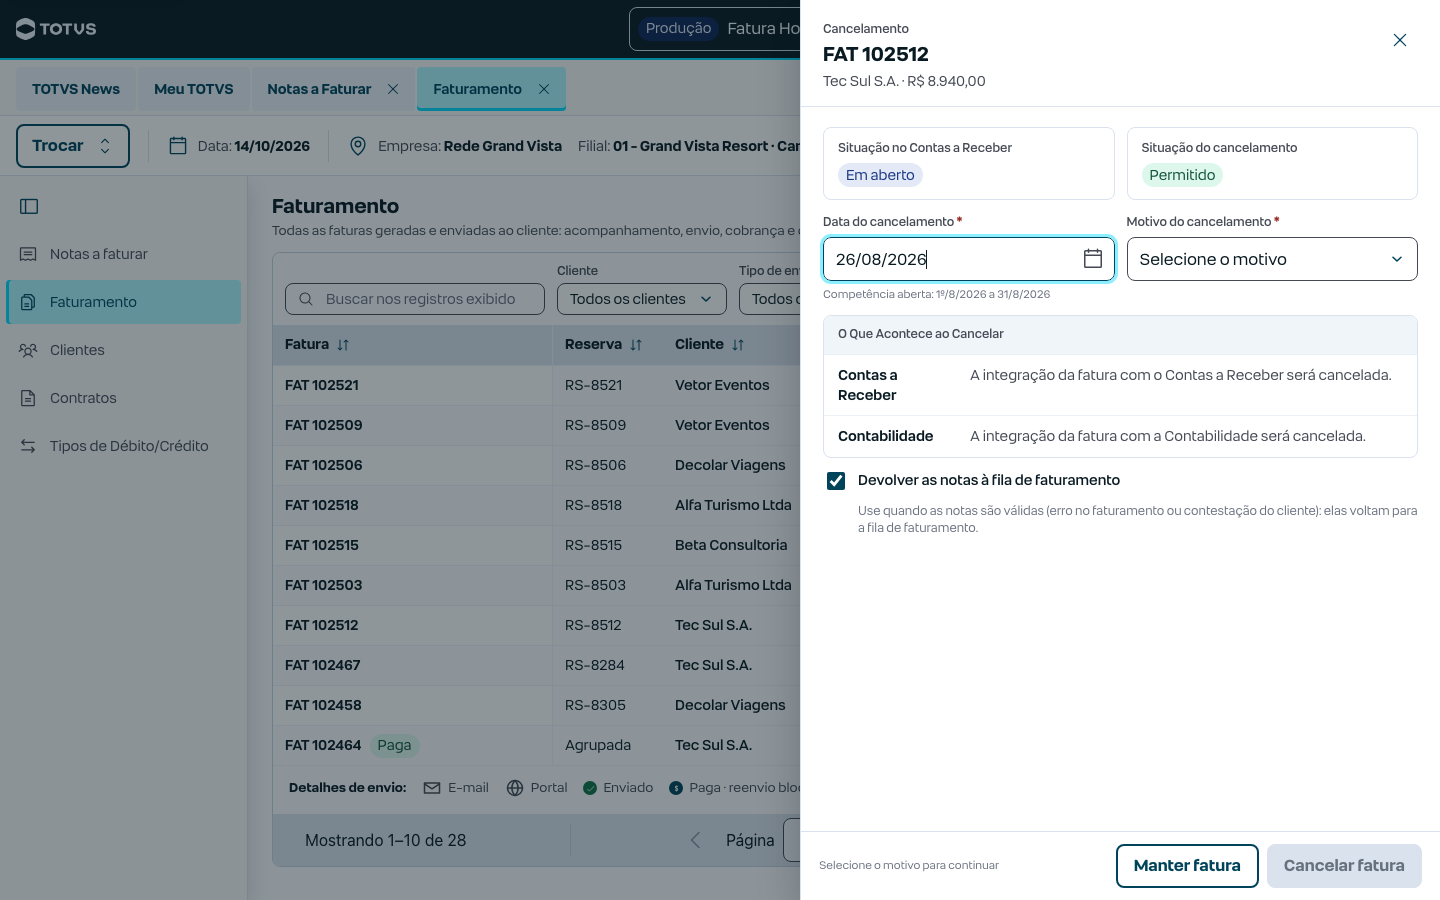 TOTVS
Produção Fatura Ho
TOTVS News Meu TOTVS Notas a Faturar Faturamento
Trocar Data: 14/10/2026 Empresa: Rede Grand Vista Filial: 01 - Grand Vista Resort · Car
Notas a faturar
Faturamento
Clientes
Contratos
Tipos de Débito/Crédito
Faturamento
Todas as faturas geradas e enviadas ao cliente: acompanhamento, envio, cobrança e
Cliente Tipo de en
Buscar nos registros exibido Todos os clientes Todos
Fatura Reserva Cliente
FAT 102521 RS-8521 Vetor Eventos
FAT 102509 RS-8509 Vetor Eventos
FAT 102506 RS-8506 Decolar Viagens
FAT 102518 RS-8518 Alfa Turismo Ltda
FAT 102515 RS-8515 Beta Consultoria
FAT 102503 RS-8503 Alfa Turismo Ltda
FAT 102512 RS-8512 Tec Sul S.A.
FAT 102467 RS-8284 Tec Sul S.A.
FAT 102458 RS-8305 Decolar Viagens
FAT 102464 Paga Agrupada Tec Sul S.A.
Detalhes de envio: E-mail Portal Enviado Paga · reenvio bloc
Mostrando 1–10 de 28 Página
Cancelamento
FAT 102512
Tec Sul S.A. · R$ 8.940,00
Situação no Contas a Receber
Em aberto
Situação do cancelamento
Permitido
Data do cancelamento *
26/08/2026
Competência aberta: 1º/8/2026 a 31/8/2026
Motivo do cancelamento *
Selecione o motivo
O Que Acontece ao Cancelar
Contas a Receber A integração da fatura com o Contas a Receber será cancelada.
Contabilidade A integração da fatura com a Contabilidade será cancelada.
Devolver as notas à fila de faturamento
Use quando as notas são válidas (erro no faturamento ou contestação do cliente): elas voltam para
a fila de faturamento.
Selecione o motivo para continuar
Manter fatura
Cancelar fatura